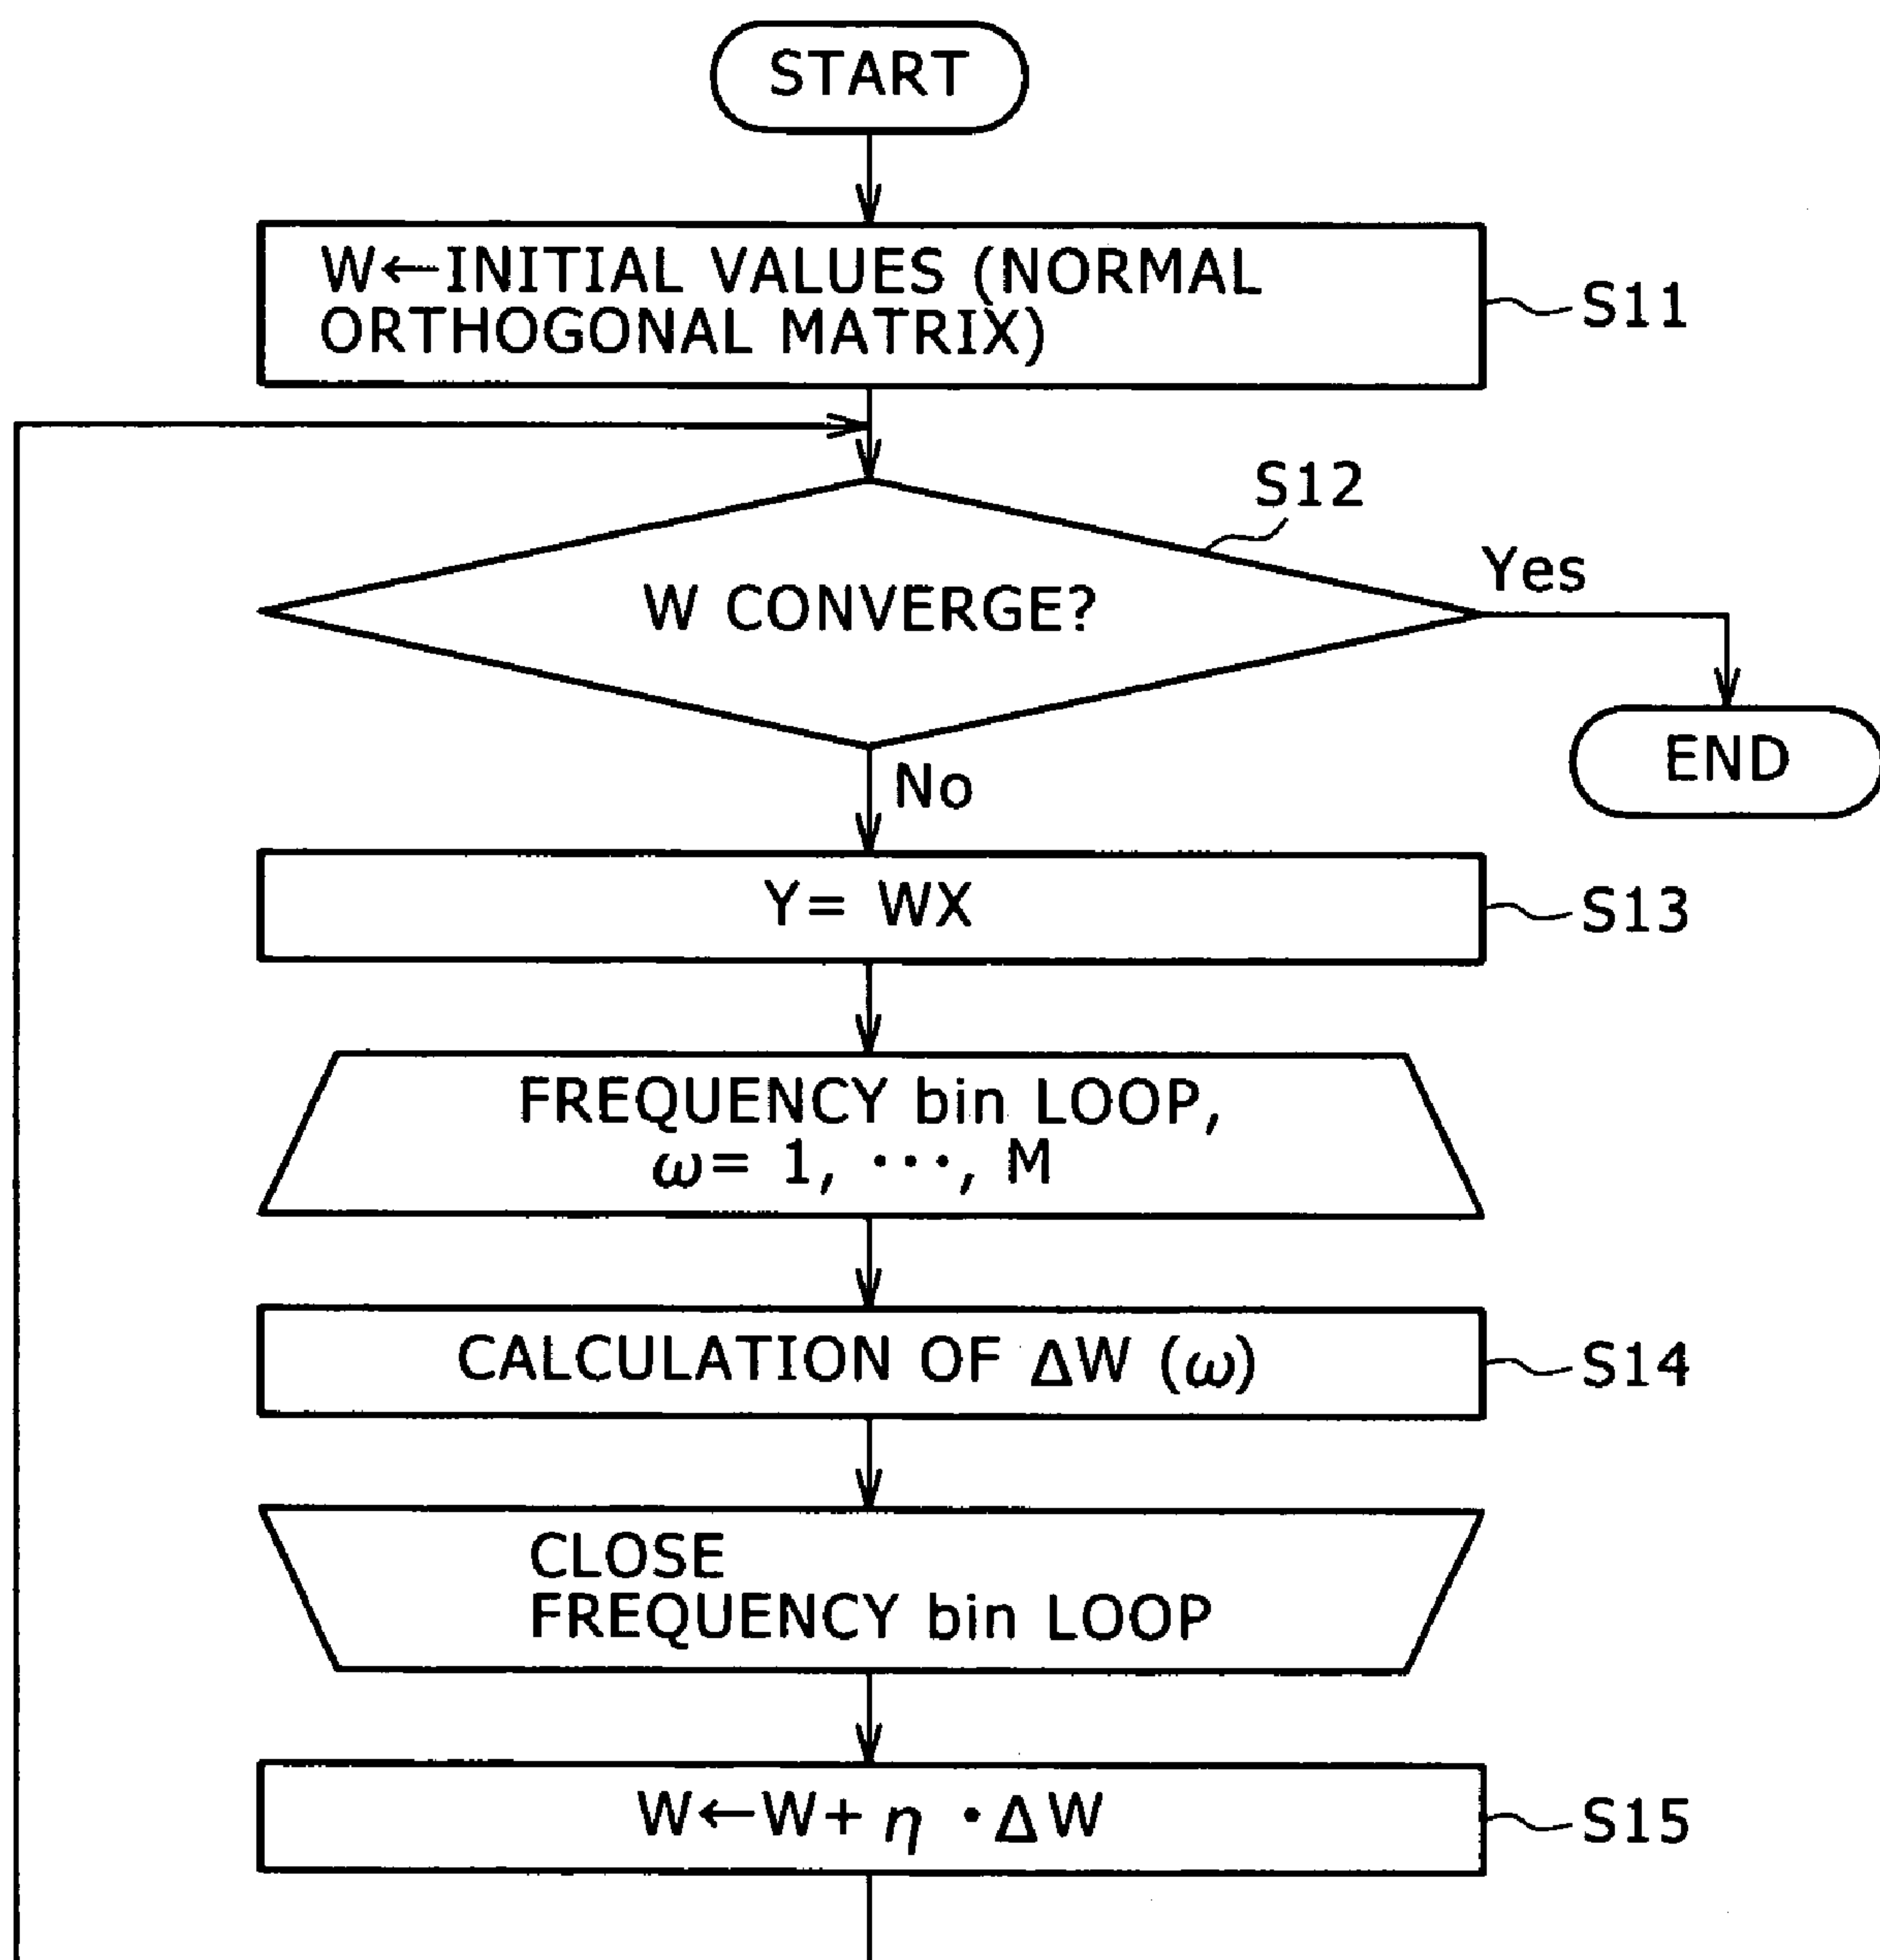 START
W←INITIAL VALUES (NORMAL
ORTHOGONAL MATRIX)
S11
S12
W CONVERGE?
Yes
END
No
Y= WX
S13
FREQUENCY bin LOOP,
ω= 1, ･･･, M
CALCULATION OF ΔW (ω)
S14
CLOSE
FREQUENCY bin LOOP
W←W+ η ･ΔW
S15